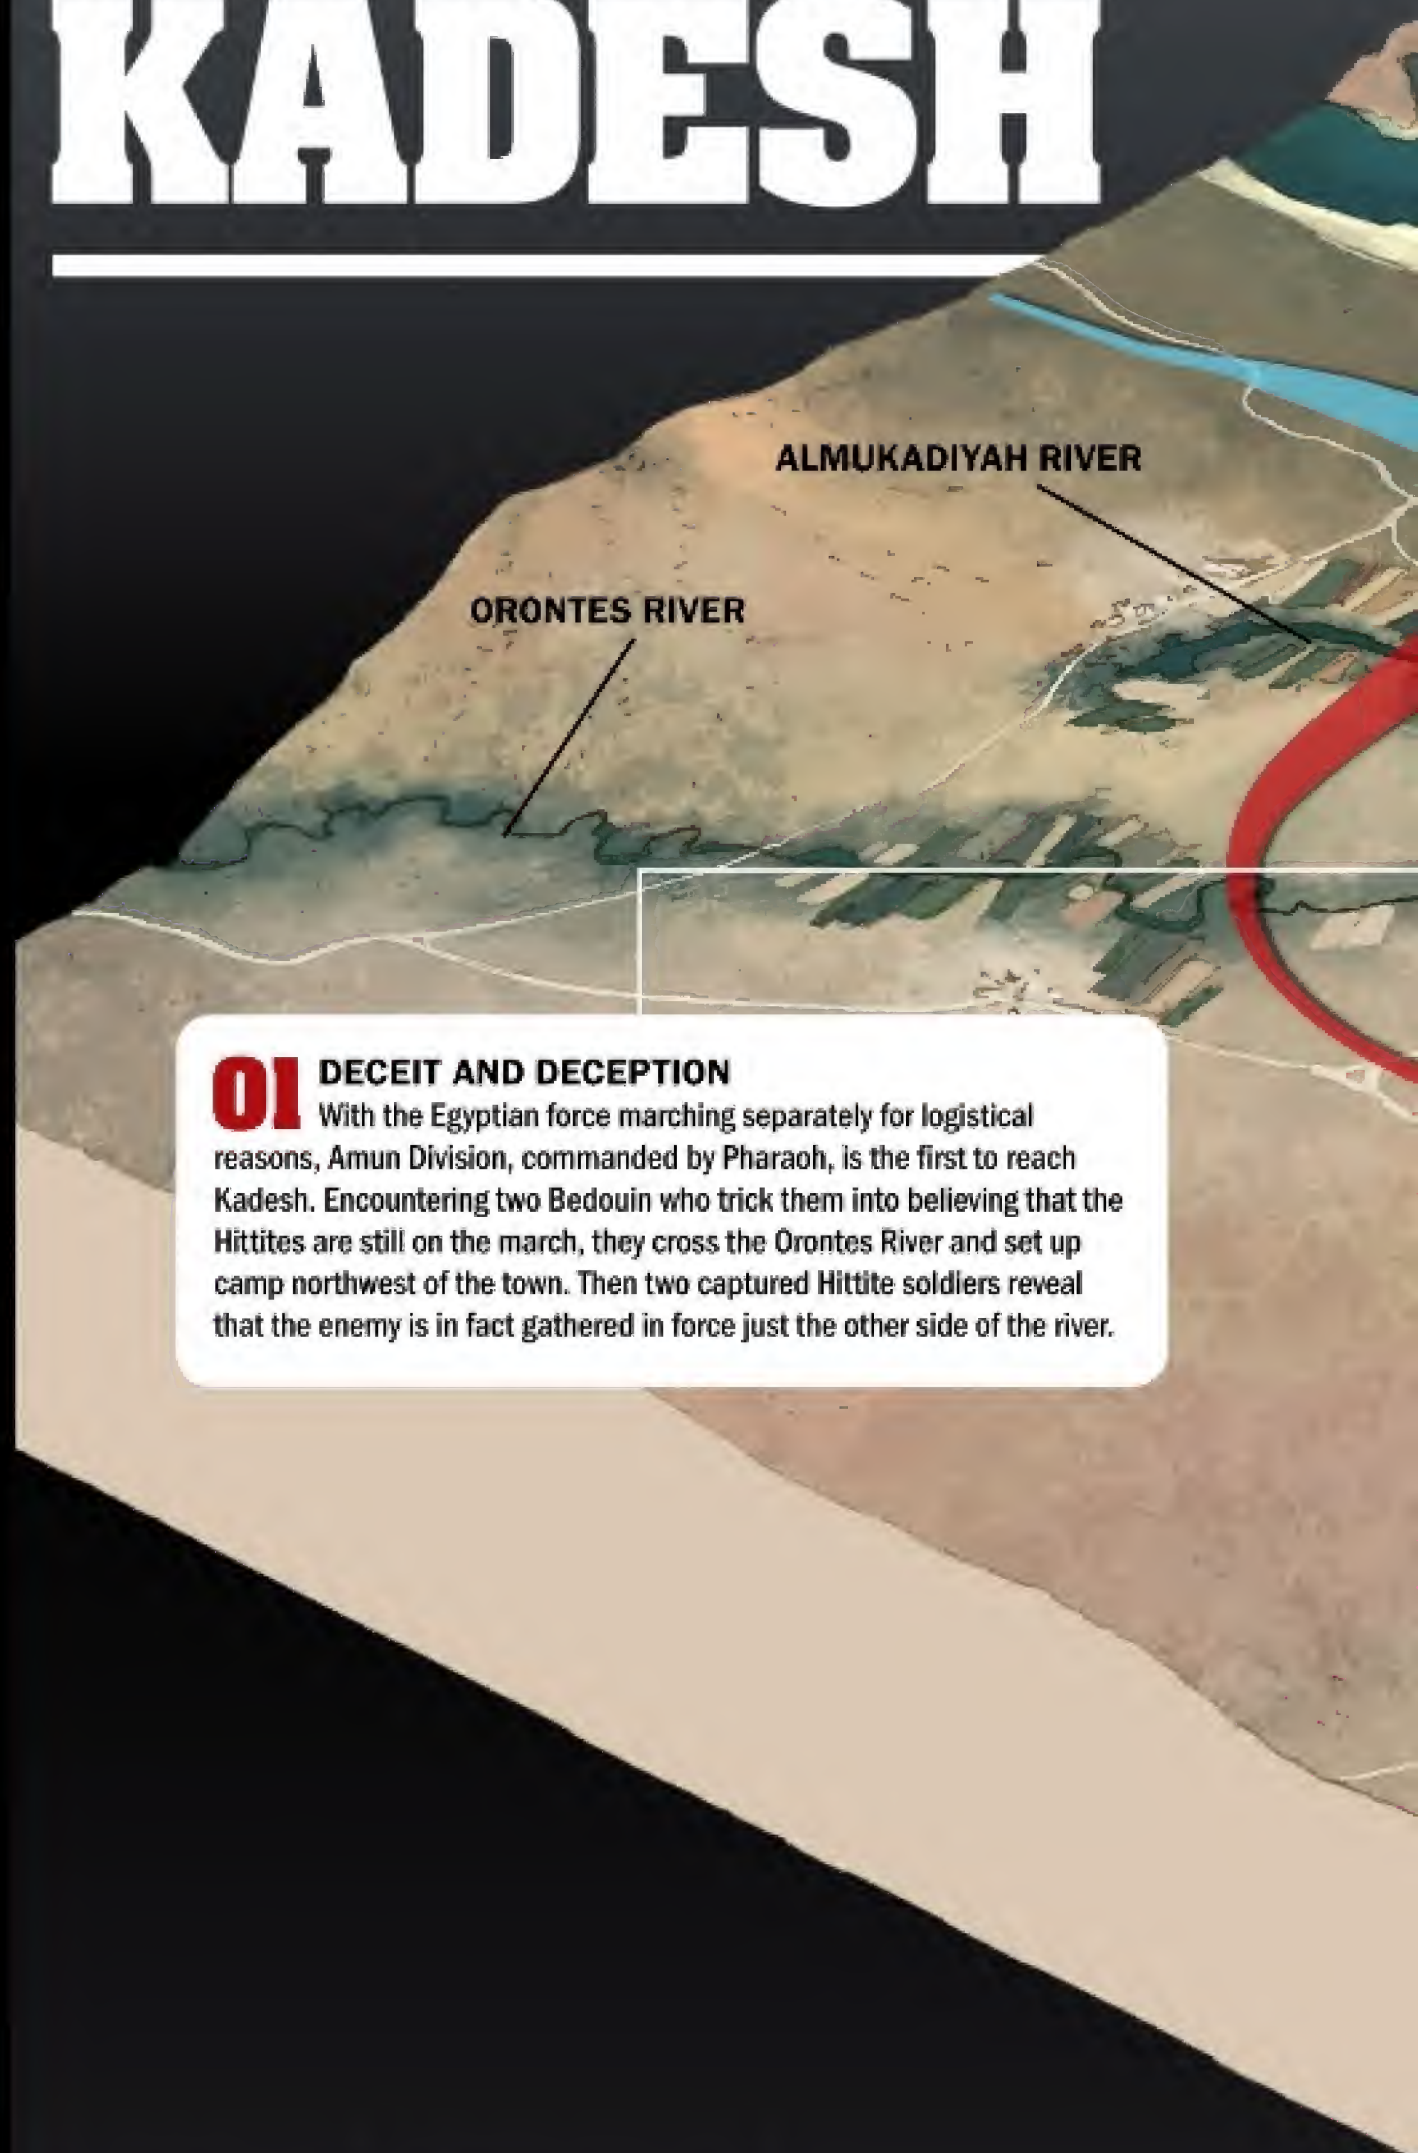 KADESH
ALMUKADIYAH RIVER
ORONTES RIVER
01 DECEIT AND DECEPTION
With the Egyptian force marching separately for logistical
reasons, Amun Division, commanded by Pharaoh, is the first to reach
Kadesh. Encountering two Bedouin who trick them into believing that the
Hittites are still on the march, they cross the Orontes River and set up
camp northwest of the town. Then two captured Hittite soldiers reveal
that the enemy is in fact gathered in force just the other side of the river.